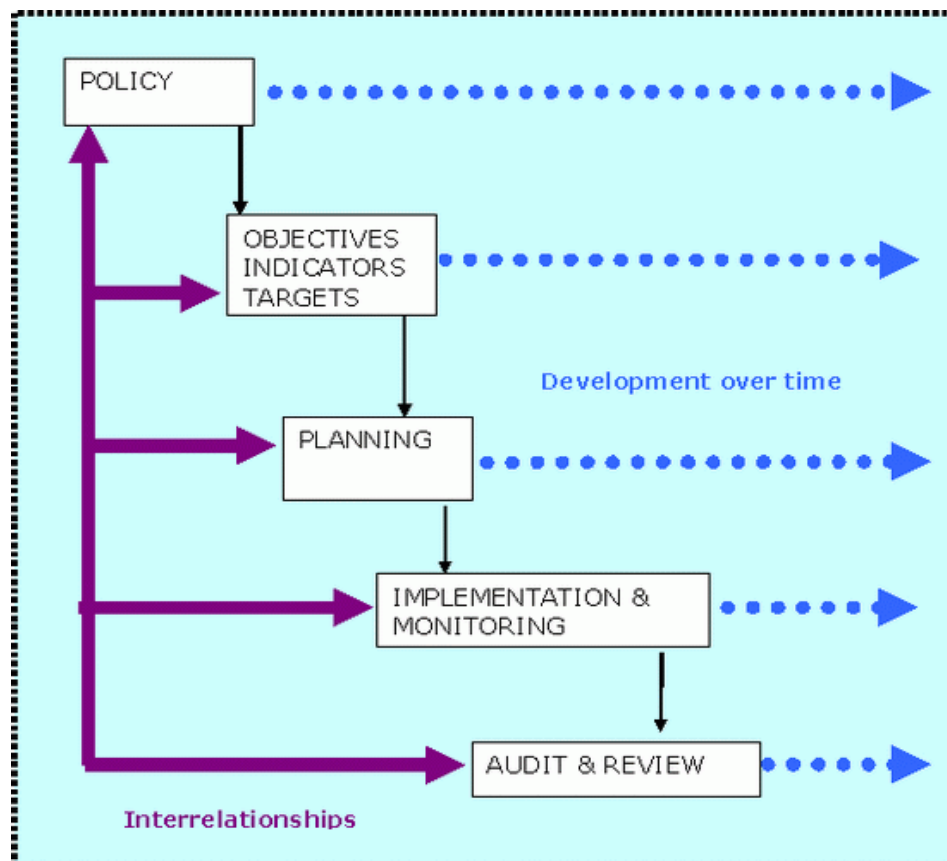 POLICY
OBJECTIVES
INDICATORS
TARGETS
Development over time
PLANNING
IMPLEMENTATION &
MONITORING
AUDIT & REVIEW
Interrelationships